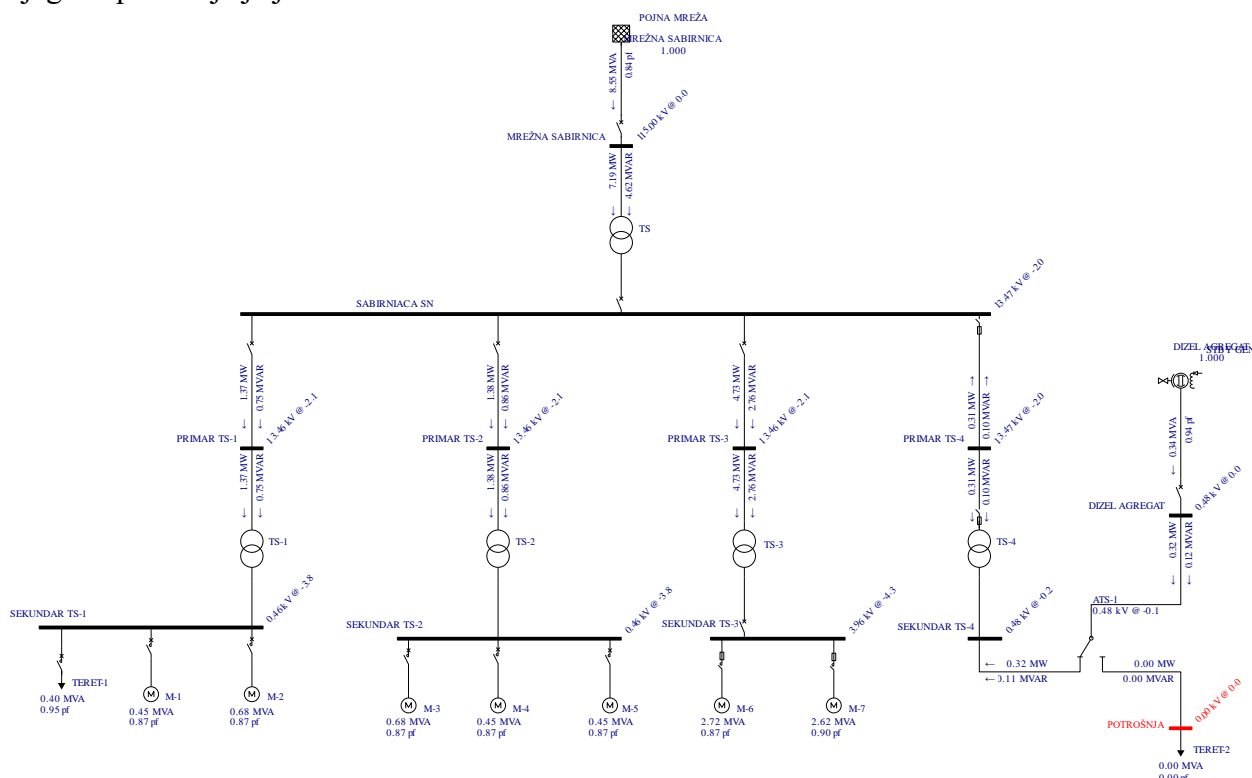 POJNA MREŽA
MREŽNA SABIRNICA
1.000
← 8.55 MVA
0.84 pf
115.00 kV @ 0.0
MREŽNA SABIRNICA
← 7.19 MW
← 4.62 MVAR
TS
SABIRNIACA SN
13.47 kV @ -2.0
DIZEL AGREGAT
1.000
← 1.37 MW
← 0.75 MVAR
← 1.38 MW
← 0.86 MVAR
← 4.73 MW
← 2.76 MVAR
0.31 MW →
0.10 MVAR →
← 0.34 MVA
0.94 pf
PRIMAR TS-1
13.46 kV @ -2.1
PRIMAR TS-2
13.46 kV @ -2.1
PRIMAR TS-3
13.46 kV @ -2.1
PRIMAR TS-4
13.47 kV @ -2.0
← 1.37 MW
← 0.75 MVAR
← 1.38 MW
← 0.86 MVAR
← 4.73 MW
← 2.76 MVAR
0.31 MW →
0.10 MVAR →
DIZEL AGREGAT
0.48 kV @ 0.0
← 0.32 MW
← 0.12 MVAR
TS-1
TS-2
TS-3
TS-4
ATS-1
0.48 kV @ -0.1
SEKUNDAR TS-1
0.46 kV @ -3.8
SEKUNDAR TS-2
0.46 kV @ -3.8
SEKUNDAR TS-3
3.96 kV @ -4.3
SEKUNDAR TS-4
0.48 kV @ -0.2
← 0.32 MW
← 0.11 MVAR
0.00 MW
0.00 MVAR
TERET-1
0.40 MVA
0.95 pf
M
M-1
0.45 MVA
0.87 pf
M
M-2
0.68 MVA
0.87 pf
M
M-3
0.68 MVA
0.87 pf
M
M-4
0.45 MVA
0.87 pf
M
M-5
0.45 MVA
0.87 pf
M
M-6
2.72 MVA
0.87 pf
M
M-7
2.62 MVA
0.90 pf
POTROŠNJA
0.00 kV @ 0.0
TERET-2
0.00 MVA
0.00 pf